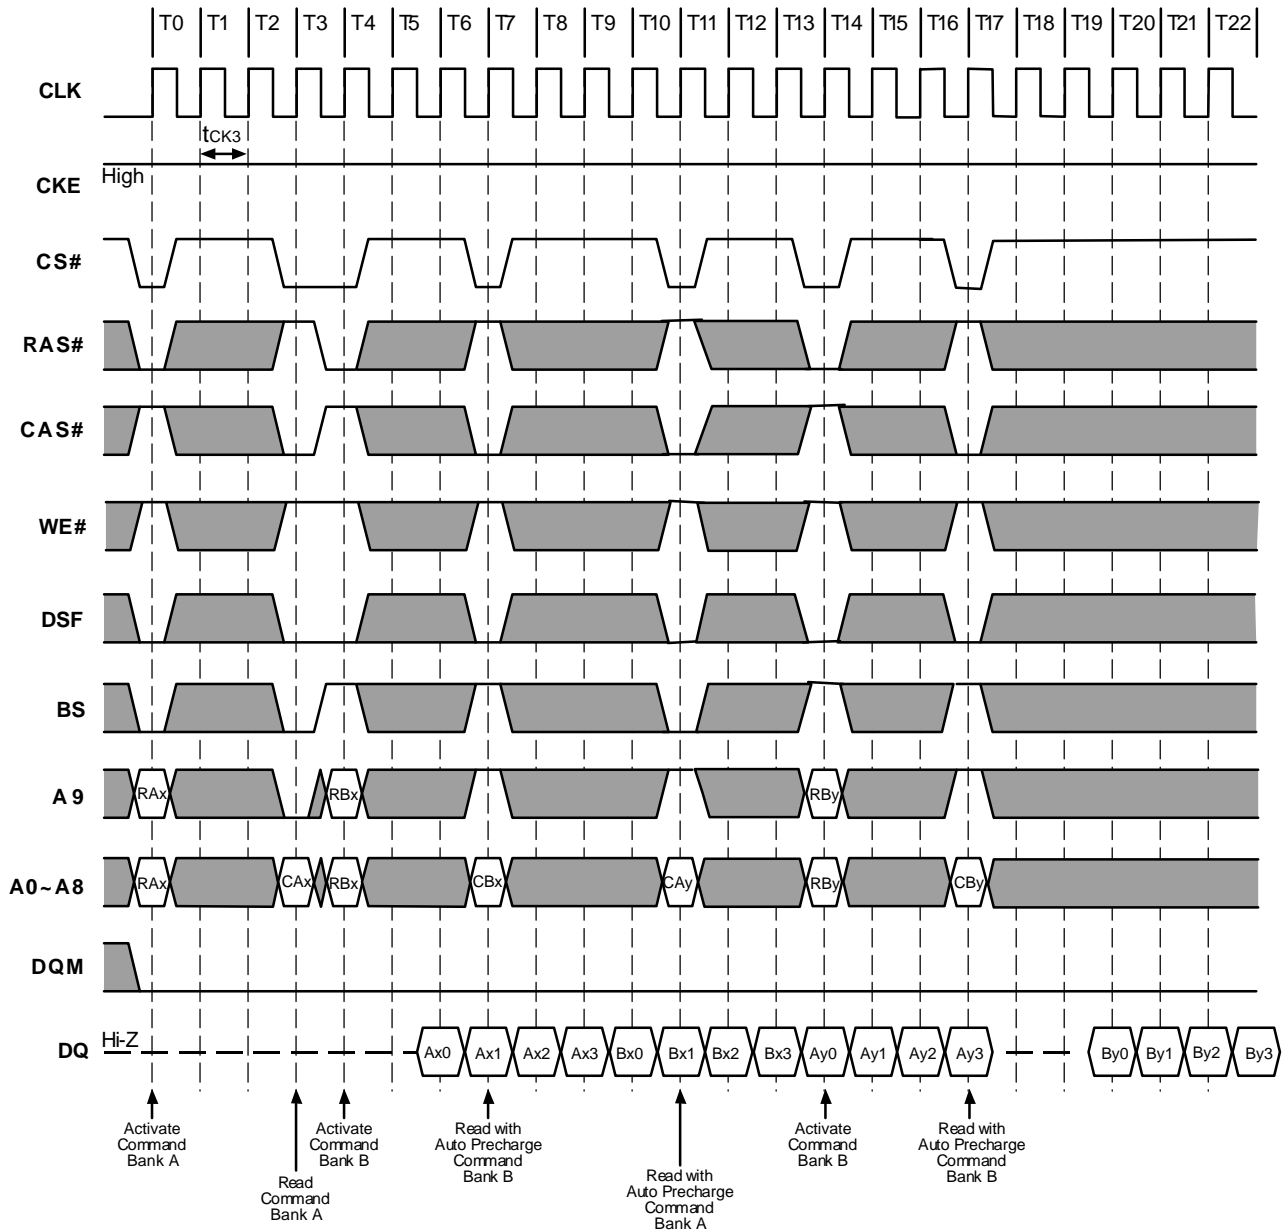 T0 T1 T2 T3 T4 T5 T6 T7 T8 T9 T10 T11 T12 T13 T14 T15 T16 T17 T18 T19 T20 T21 T22
CLK
tCK3
High
CKE
CS#
RAS#
CAS#
WE#
DSF
BS
A9 RAx RBx RBy
A0~A8 RAx CAx RBx CBx CAy RBy CBy
DQM
Hi-Z
DQ Ax0 Ax1 Ax2 Ax3 Bx0 Bx1 Bx2 Bx3 Ay0 Ay1 Ay2 Ay3 By0 By1 By2 By3
Activate
Command
Bank A
Read
Command
Bank A
Activate
Command
Bank B
Read with
Auto Precharge
Command
Bank B
Read with
Auto Precharge
Command
Bank A
Activate
Command
Bank B
Read with
Auto Precharge
Command
Bank B